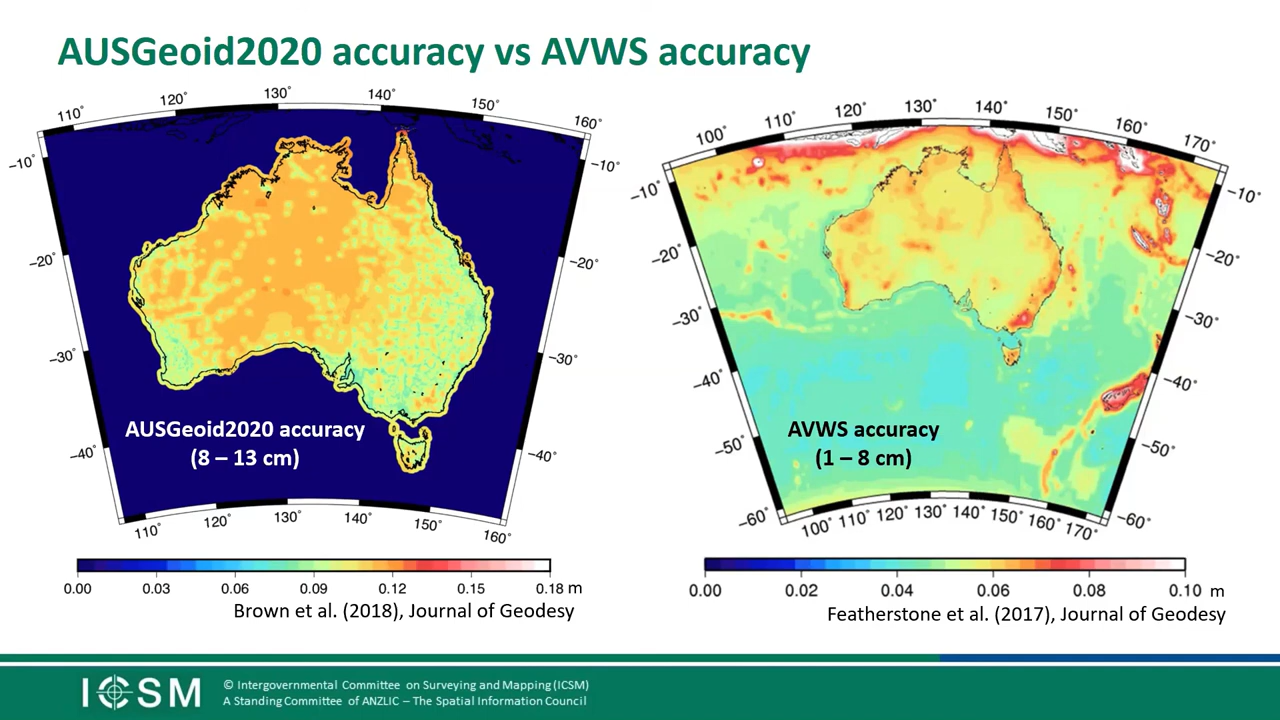 AUSGeoid2020 accuracy vs AVWS accuracy
110° 120° 130° 140° 150° 160°
−10° −10°
−20° −20°
−30° −30°
−40° −40°
110° 120° 130° 140° 150° 160°
AUSGeoid2020 accuracy
(8 – 13 cm)
0.00 0.03 0.06 0.09 0.12 0.15 0.18 m
Brown et al. (2018), Journal of Geodesy
100° 110° 120° 130° 140° 150° 160° 170°
−10° −10°
−20° −20°
−30° −30°
−40° −40°
−50° −50°
−60° −60°
100° 110° 120° 130° 140° 150° 160° 170°
AVWS accuracy
(1 – 8 cm)
0.00 0.02 0.04 0.06 0.08 0.10 m
Featherstone et al. (2017), Journal of Geodesy
ICSM
© Intergovernmental Committee on Surveying and Mapping (ICSM)
A Standing Committee of ANZLIC – The Spatial Information Council